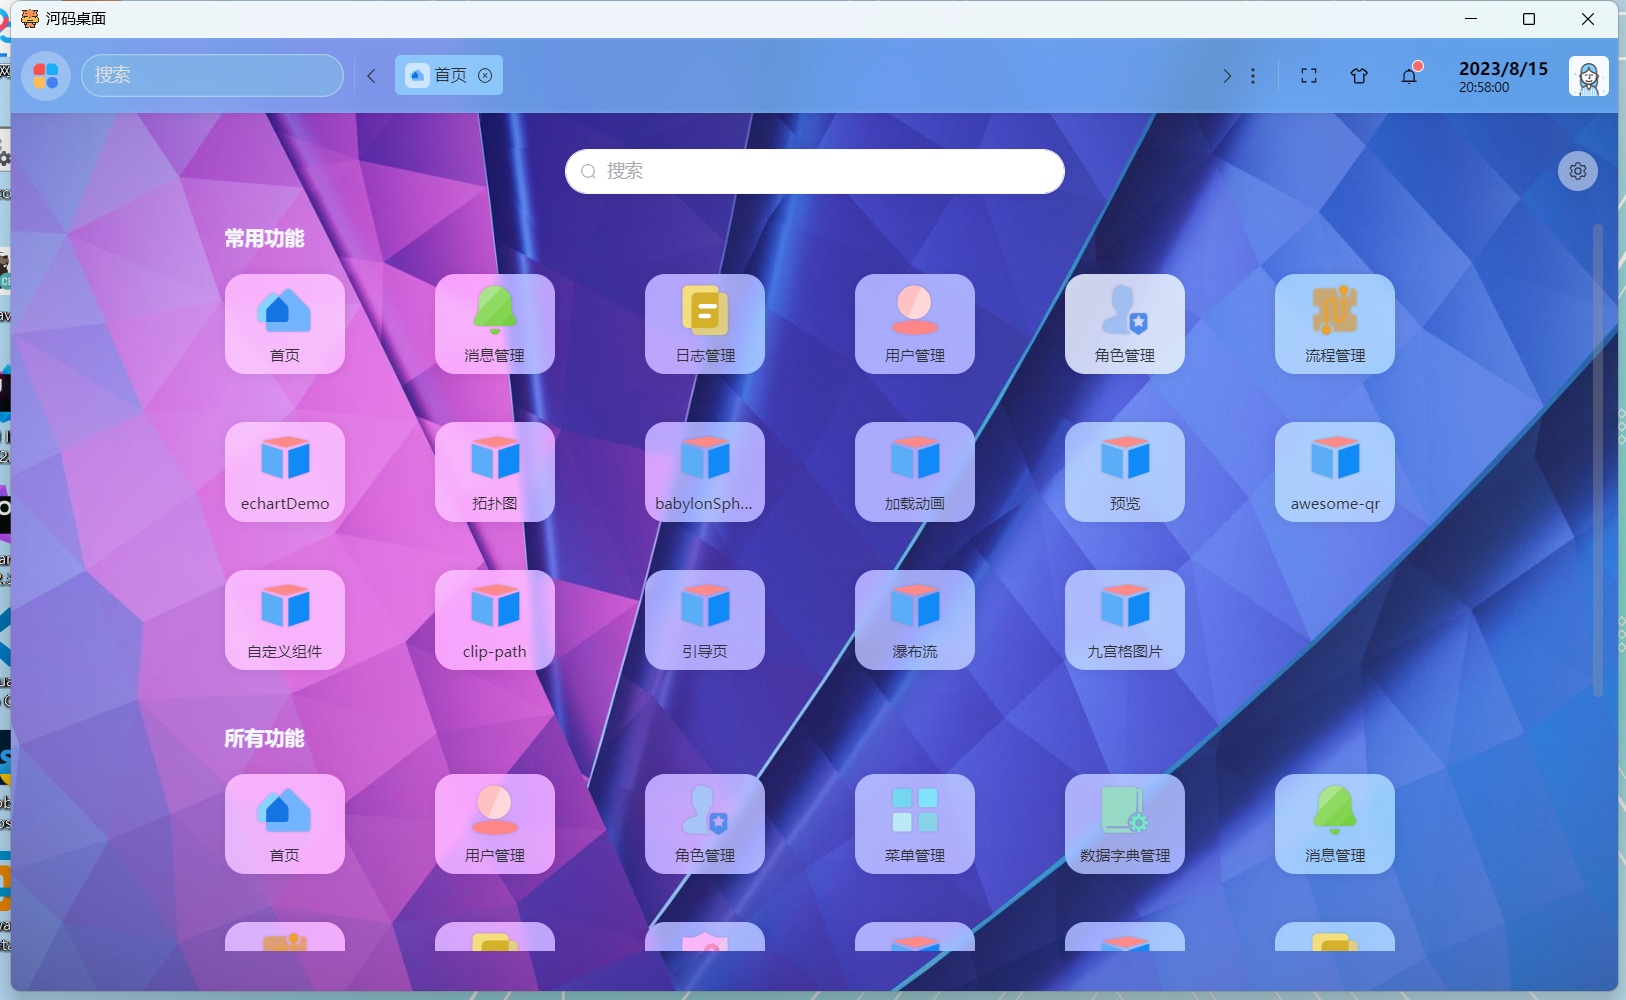 河码桌面
搜索
首页
2023/8/15
20:58:00
搜索
常用功能
首页
消息管理
日志管理
用户管理
角色管理
流程管理
echartDemo
拓扑图
babylonSph...
加载动画
预览
awesome-qr
自定义组件
clip-path
引导页
瀑布流
九宫格图片
所有功能
首页
用户管理
角色管理
菜单管理
数据字典管理
消息管理